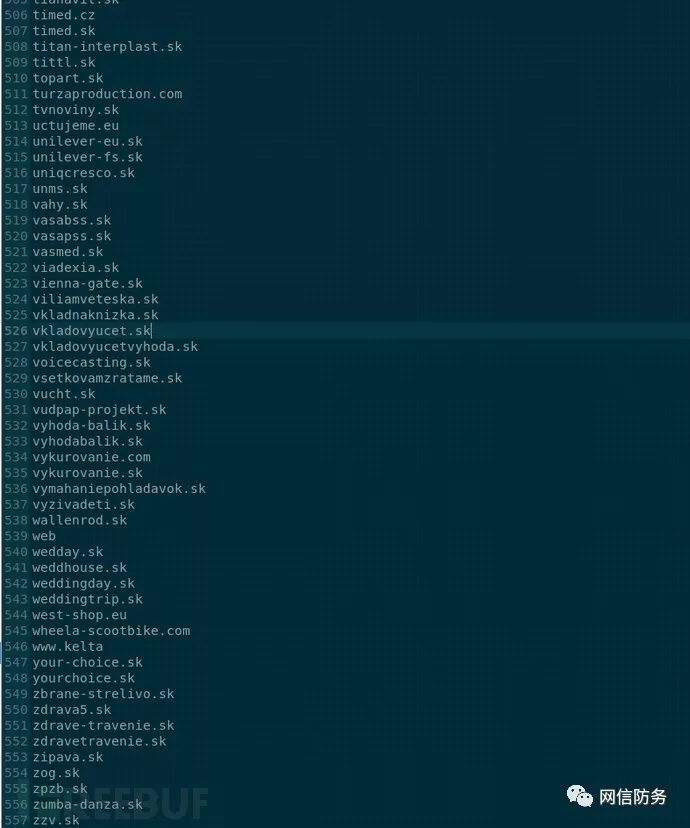 505 tianavit.sk
506 timed.cz
507 timed.sk
508 titan-interplast.sk
509 tittl.sk
510 topart.sk
511 turzaproduction.com
512 tvnoviny.sk
513 uctujeme.eu
514 unilever-eu.sk
515 unilever-fs.sk
516 uniqcresco.sk
517 unms.sk
518 vahy.sk
519 vasabss.sk
520 vasapss.sk
521 vasmed.sk
522 viadexia.sk
523 vienna-gate.sk
524 viliamveteska.sk
525 vkladnaknizka.sk
526 vkladovyucet.sk
527 vkladovyucetvyhoda.sk
528 voicecasting.sk
529 vsetkovamzratame.sk
530 vucht.sk
531 vudpap-projekt.sk
532 vyhoda-balik.sk
533 vyhodabalik.sk
534 vykurovanie.com
535 vykurovanie.sk
536 vymahaniepohladavok.sk
537 vyzivadeti.sk
538 wallenrod.sk
539 web
540 wedday.sk
541 weddhouse.sk
542 weddingday.sk
543 weddingtrip.sk
544 west-shop.eu
545 wheela-scootbike.com
546 www.kelta
547 your-choice.sk
548 yourchoice.sk
549 zbrane-strelivo.sk
550 zdrava5.sk
551 zdrave-travenie.sk
552 zdravetravenie.sk
553 zipava.sk
554 zog.sk
555 zpzb.sk
556 zumba-danza.sk
557 zzv.sk
FREEBUF
网信防务